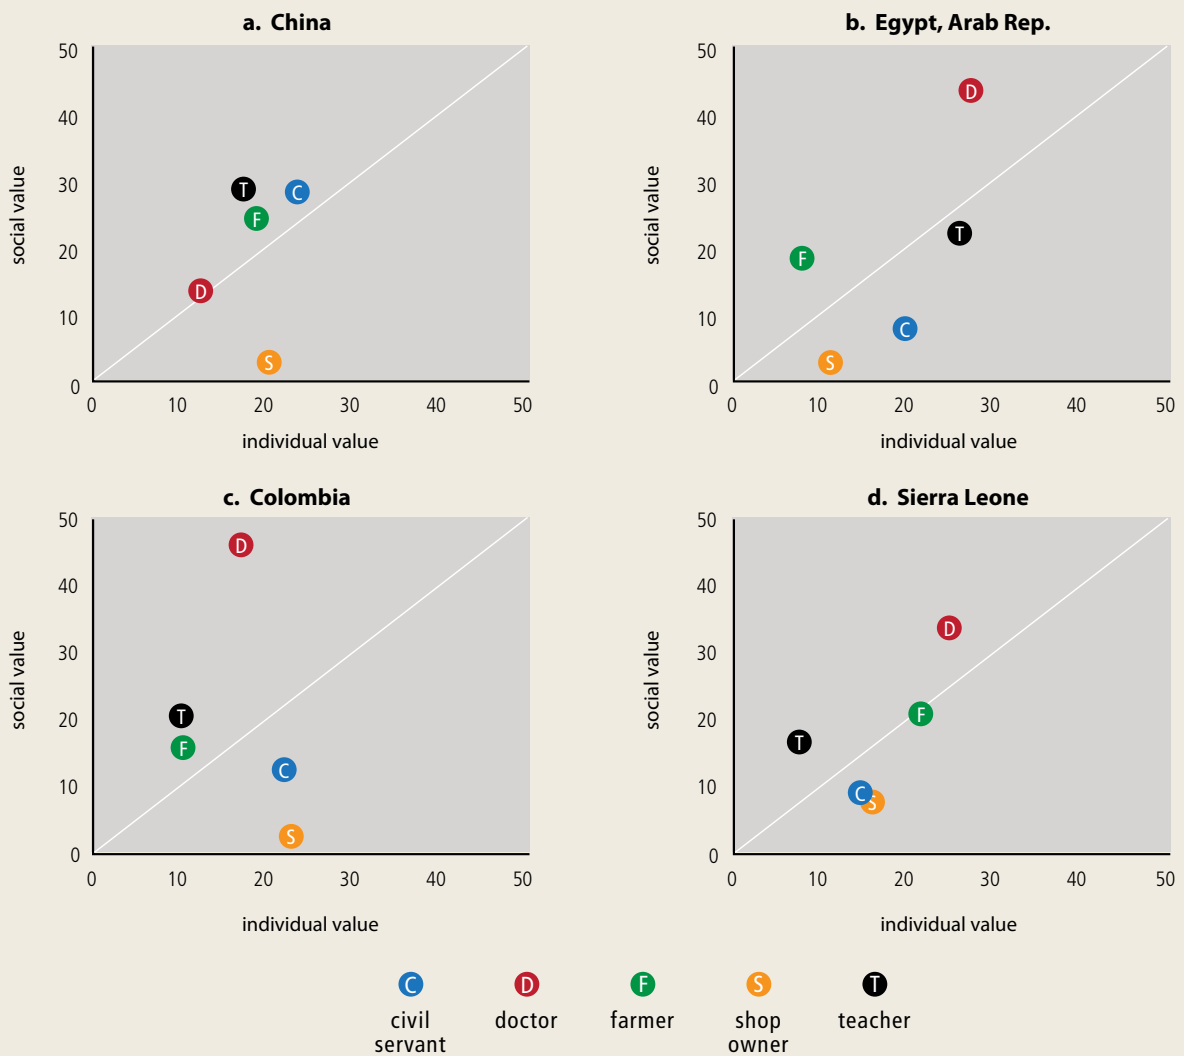 a. China
50
40
30
20
10
0
social value
T
C
F
D
S
0 10 20 30 40 50
individual value
b. Egypt, Arab Rep.
50
40
30
20
10
0
social value
D
T
F
C
S
0 10 20 30 40 50
individual value
c. Colombia
50
40
30
20
10
0
social value
D
T
F
C
S
0 10 20 30 40 50
individual value
d. Sierra Leone
50
40
30
20
10
0
social value
D
F
T
C
S
0 10 20 30 40 50
individual value
C D F S T
civil doctor farmer shop teacher
servant owner